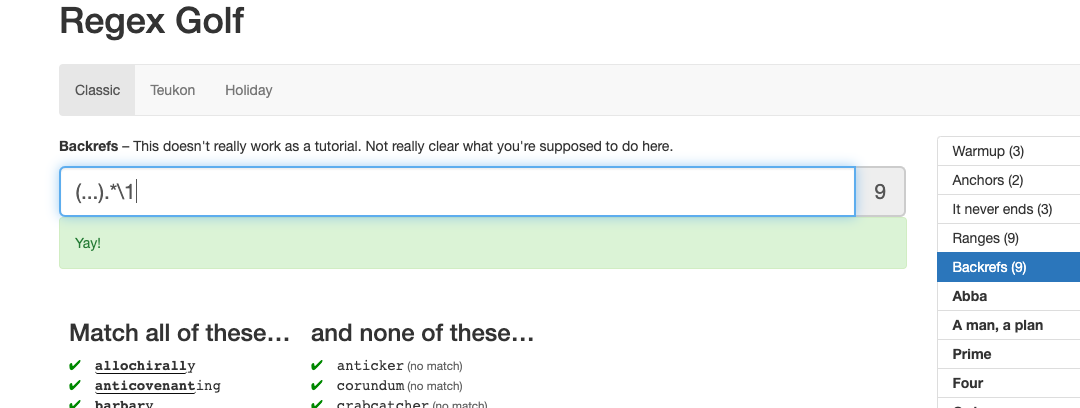 Regex Golf
Classic Teukon Holiday
Backrefs – This doesn't really work as a tutorial. Not really clear what you're supposed to do here.
(...).*\1 9
Yay!
Match all of these… and none of these…
✔ allochirally ✔ anticker (no match)
✔ anticovenanting ✔ corundum (no match)
✔ barbary ✔ crabcatcher (no match)
Warmup (3)
Anchors (2)
It never ends (3)
Ranges (9)
Backrefs (9)
Abba
A man, a plan
Prime
Four